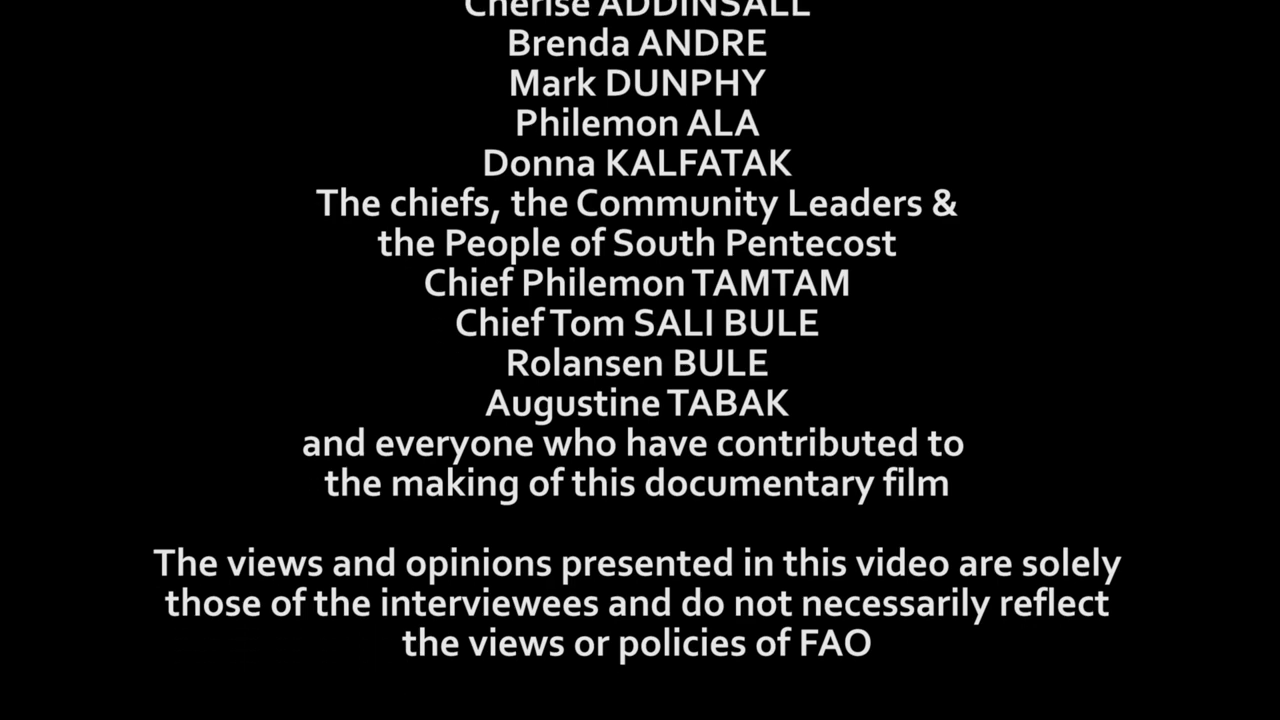 Cherise ADDINSALL
Brenda ANDRE
Mark DUNPHY
Philemon ALA
Donna KALFATAK
The chiefs, the Community Leaders &
the People of South Pentecost
Chief Philemon TAMTAM
Chief Tom SALI BULE
Rolansen BULE
Augustine TABAK
and everyone who have contributed to
the making of this documentary film
The views and opinions presented in this video are solely
those of the interviewees and do not necessarily reflect
the views or policies of FAO